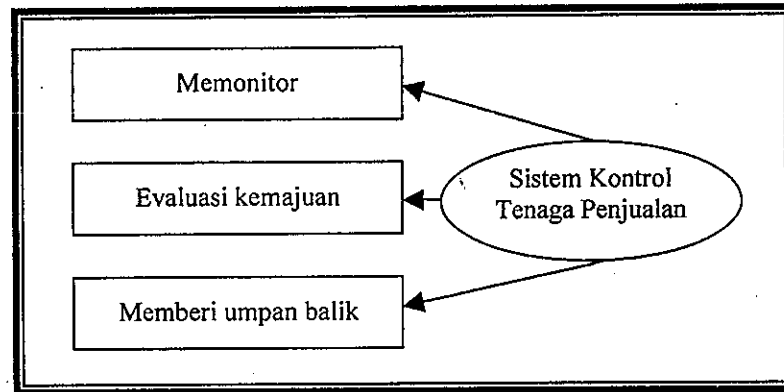 Memonitor
Evaluasi kemajuan
Memberi umpan balik
Sistem Kontrol
Tenaga Penjualan